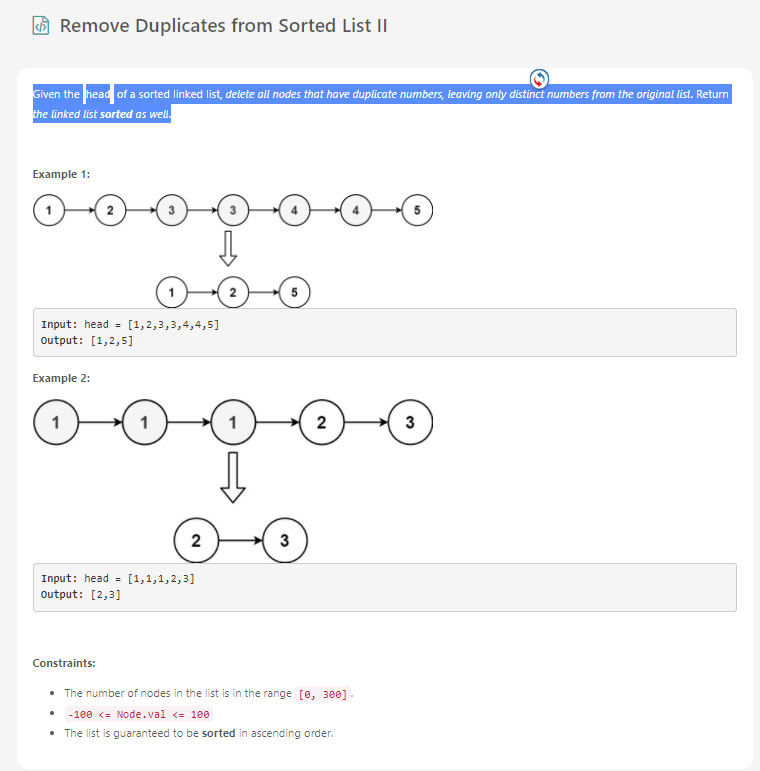 Remove Duplicates from Sorted List II
Given the head of a sorted linked list, delete all nodes that have duplicate numbers, leaving only distinct numbers from the original list. Return
the linked list sorted as well.
Example 1:
1 2 3 3 4 4 5
1 2 5
Input: head = [1,2,3,3,4,4,5]
Output: [1,2,5]
Example 2:
1 1 1 2 3
2 3
Input: head = [1,1,1,2,3]
Output: [2,3]
Constraints:
• The number of nodes in the list is in the range [0, 300].
• -100 <= Node.val <= 100
• The list is guaranteed to be sorted in ascending order.